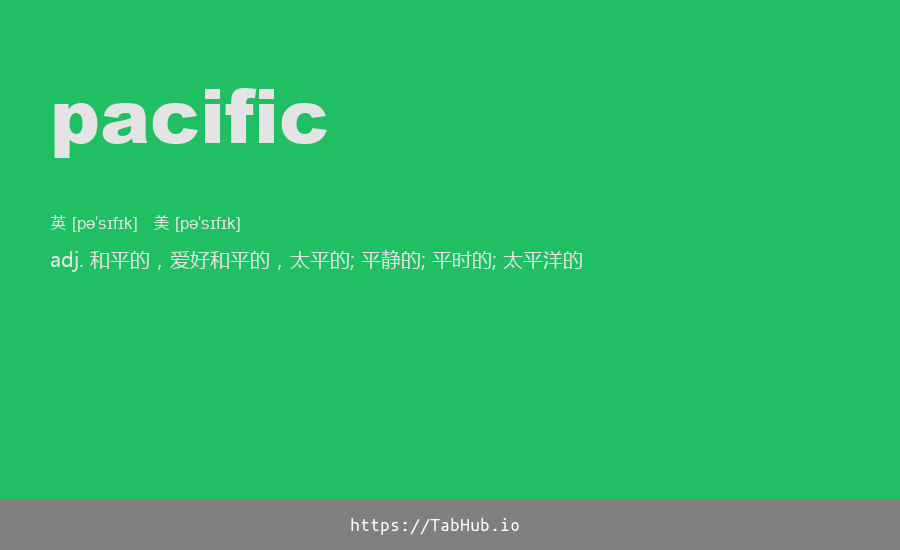 pacific
英 [pəˈsɪfɪk] 美 [pəˈsɪfɪk]
adj. 和平的，爱好和平的，太平的; 平静的; 平时的; 太平洋的
https://TabHub.io